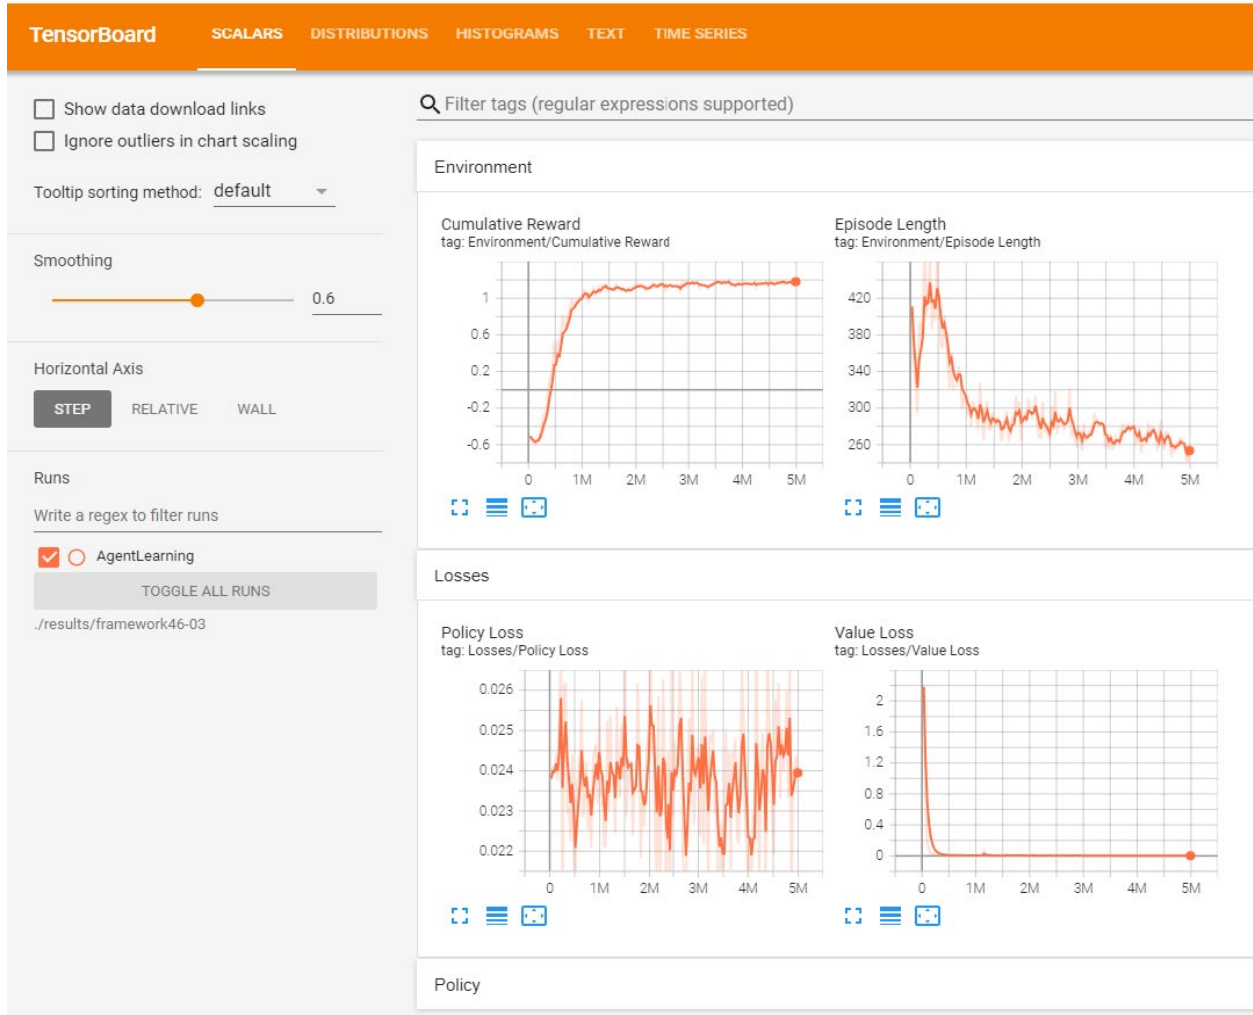 TensorBoard SCALARS DISTRIBUTIONS HISTOGRAMS TEXT TIME SERIES
Show data download links
Ignore outliers in chart scaling
Tooltip sorting method: default
Smoothing
0.6
Horizontal Axis
STEP RELATIVE WALL
Runs
Write a regex to filter runs
AgentLearning
TOGGLE ALL RUNS
./results/framework46-03
Filter tags (regular expressions supported)
Environment
Cumulative Reward
tag: Environment/Cumulative Reward
1
0.6
0.2
-0.2
-0.6
0 1M 2M 3M 4M 5M
Episode Length
tag: Environment/Episode Length
420
380
340
300
260
0 1M 2M 3M 4M 5M
Losses
Policy Loss
tag: Losses/Policy Loss
0.026
0.025
0.024
0.023
0.022
0 1M 2M 3M 4M 5M
Value Loss
tag: Losses/Value Loss
2
1.6
1.2
0.8
0.4
0
0 1M 2M 3M 4M 5M
Policy